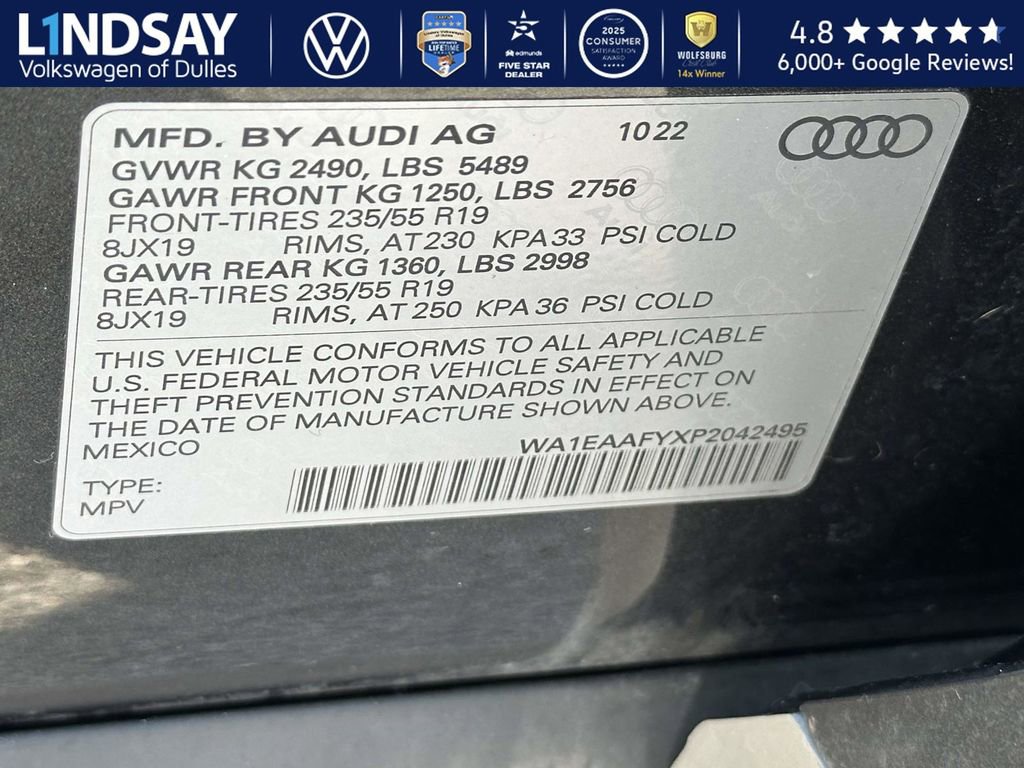 LINDSAY
Volkswagen of Dulles
LIFETIME
5
edmunds
FIVE STAR
DEALER
2025
CONSUMER
SATISFACTION
AWARD
WOLFSBURG
14x Winner
4.8
6,000+ Google Reviews!
MFD. BY AUDI AG 10 22
GVWR KG 2490, LBS 5489
GAWR FRONT KG 1250, LBS 2756
FRONT-TIRES 235/55 R19
8JX19 RIMS, AT 230 KPA 33 PSI COLD
GAWR REAR KG 1360, LBS 2998
REAR-TIRES 235/55 R19
8JX19 RIMS, AT 250 KPA 36 PSI COLD
THIS VEHICLE CONFORMS TO ALL APPLICABLE
U.S. FEDERAL MOTOR VEHICLE SAFETY AND
THEFT PREVENTION STANDARDS IN EFFECT ON
THE DATE OF MANUFACTURE SHOWN ABOVE.
MEXICO WA1EAAFYXP2042495
TYPE:
MPV